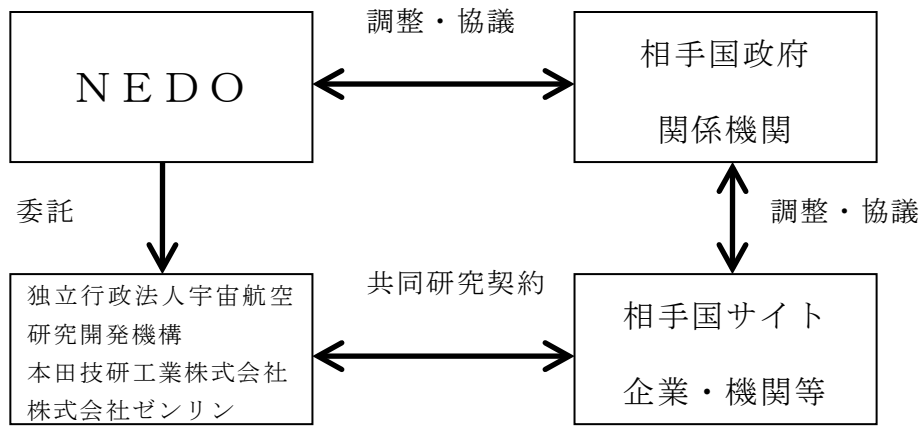 調整・協議
NEDO
相手国政府
関係機関
委託
調整・協議
独立行政法人宇宙航空
研究開発機構
本田技研工業株式会社
株式会社ゼンリン
共同研究契約
相手国サイト
企業・機関等